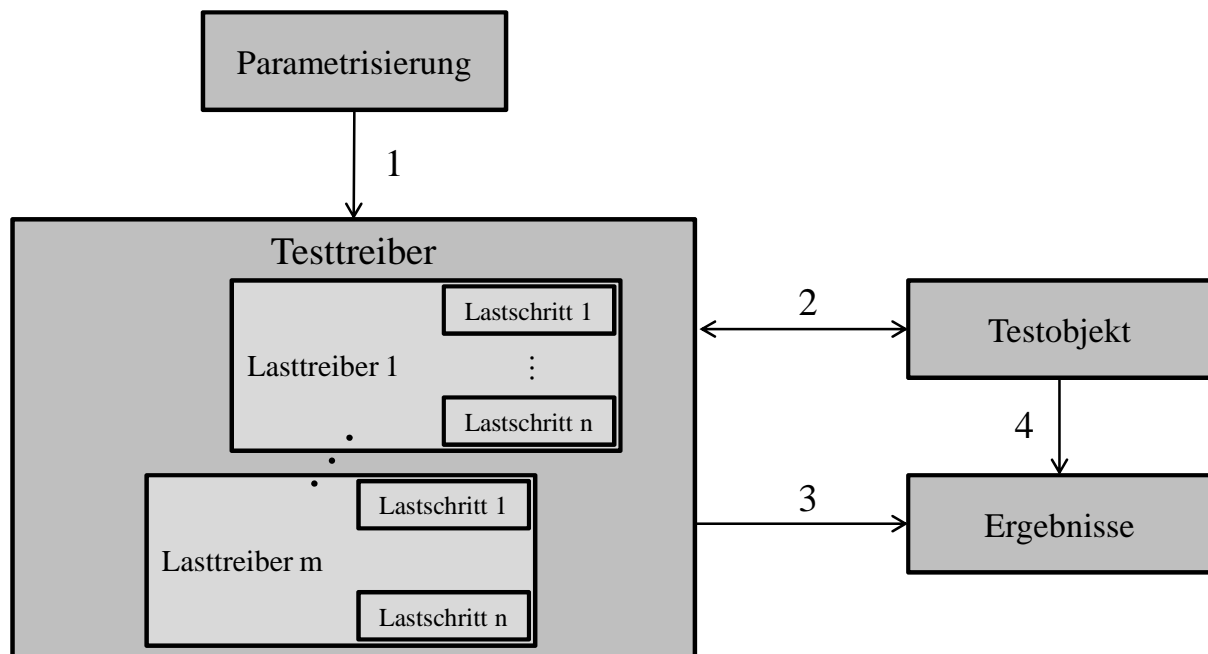 Parametrisierung
1
Testtreiber
Lastschritt 1
Lasttreiber 1
Lastschritt n
Lastschritt 1
Lasttreiber m
Lastschritt n
2
Testobjekt
4
3
Ergebnisse